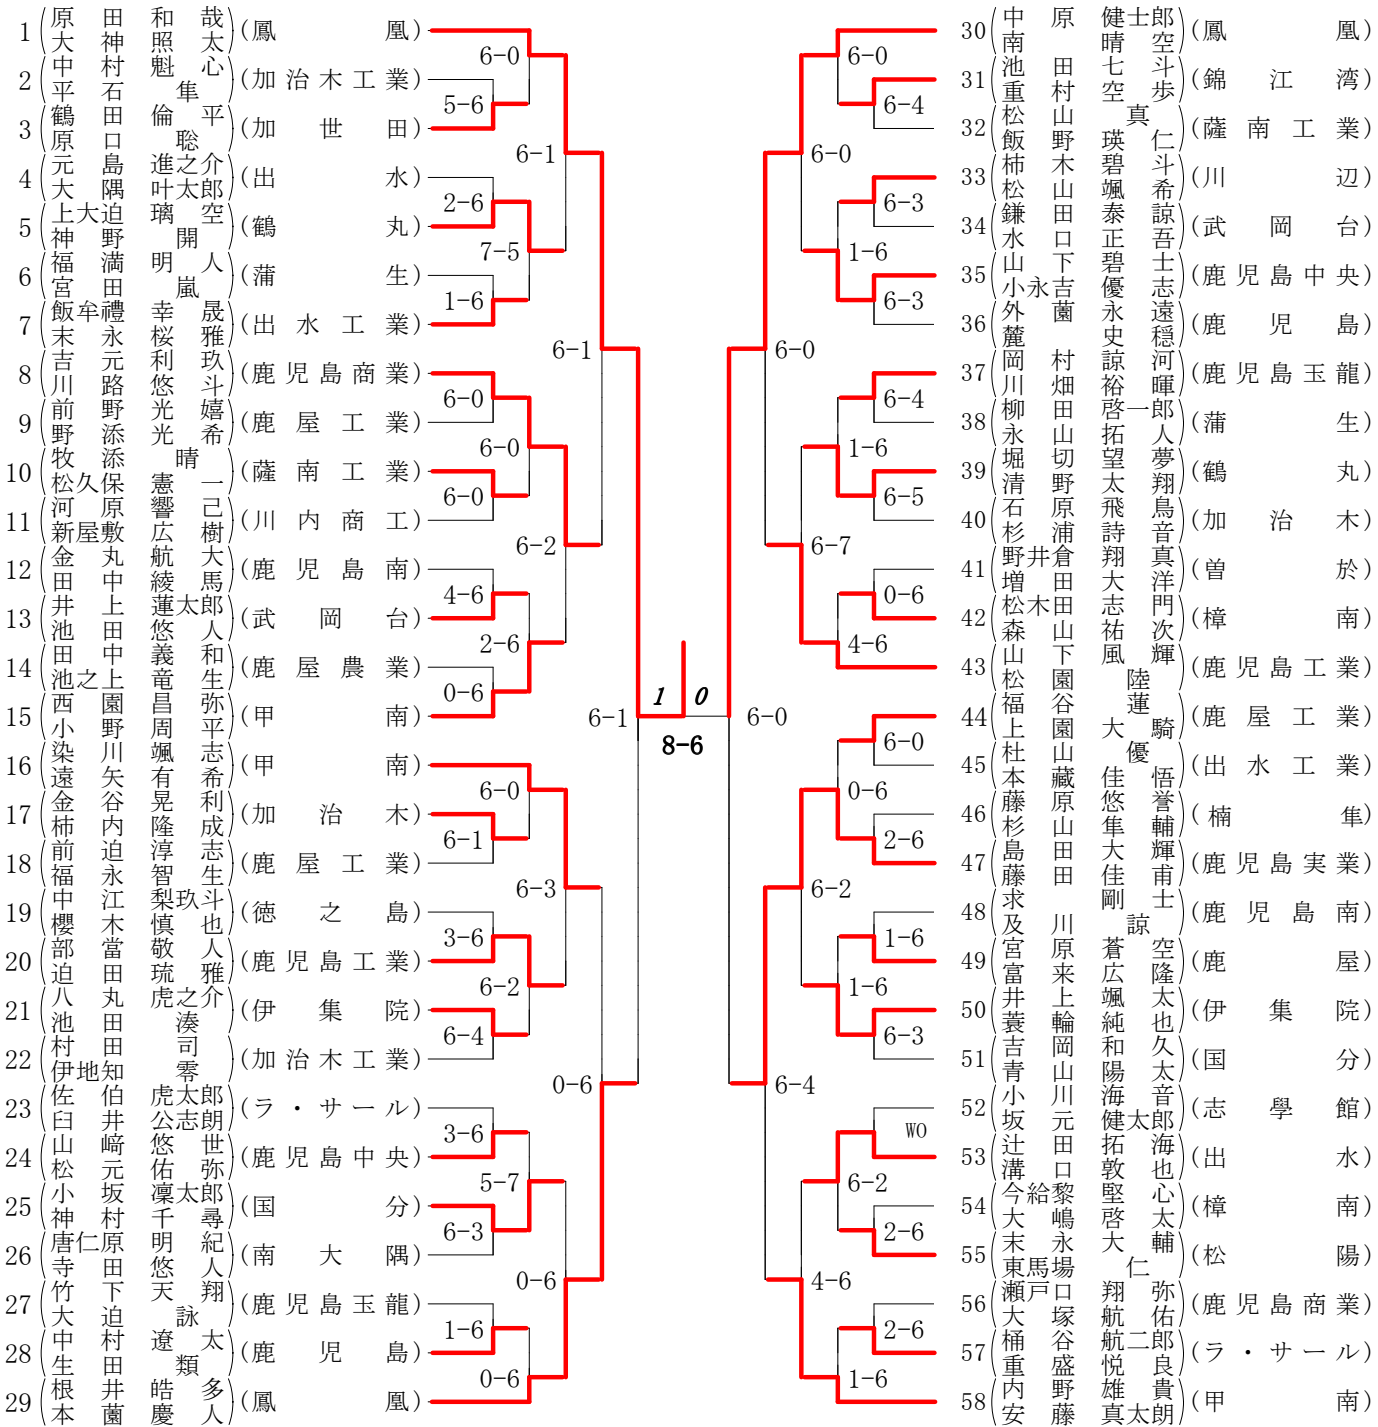 1 原田和哉 大神照太 (鳳凰)
2 中村魁心 平石隼 (加治木工業)
3 鶴田倫平 原口聡 (加世田)
4 元島進之介 大隅叶太郎 (出水)
5 上大迫璃空 神野開 (鶴丸)
6 福満明人 宮田嵐 (蒲生)
7 飯牟禮幸晟 末永桜雅 (出水工業)
8 吉元利玖 川路悠斗 (鹿児島商業)
9 前野光嬉 野添光希 (鹿屋工業)
10 牧添晴 松久保憲一 (薩南工業)
11 河原響己 新屋敷広樹 (川内商工)
12 金丸航大 田中綾馬 (鹿児島南)
13 井上蓮太郎 池田悠人 (武岡台)
14 田中義和 池之上竜生 (鹿屋農業)
15 西園昌弥 小野周平 (甲南)
16 染川颯志 遠矢有希 (甲南)
17 金谷晃利 柿内隆成 (加治木)
18 前迫淳志 福永智生 (鹿屋工業)
19 中江梨玖斗 櫻木慎也 (徳之島)
20 部當敬人 迫田琉雅 (鹿児島工業)
21 八丸虎之介 池田湊 (伊集院)
22 村田司 伊地知零 (加治木工業)
23 佐伯虎太郎 臼井公志朗 (ラ・サール)
24 山﨑悠世 松元佑弥 (鹿児島中央)
25 小坂凜太郎 神村千尋 (国分)
26 唐仁原明紀 寺田悠人 (南大隅)
27 竹下天翔 大迫詠 (鹿児島玉龍)
28 中村遼太 生田類 (鹿児島)
29 根井皓多 本薗慶人 (鳳凰)
6-0
5-6
6-1
2-6
7-5
1-6
6-1
6-0
6-0
6-0
6-2
4-6
2-6
0-6
6-1
6-0
6-1
6-3
3-6
6-2
6-4
0-6
3-6
5-7
6-3
0-6
1-6
0-6
1 0
8-6
30 中原健士郎 南晴空 (鳳凰)
31 池田七斗 重村空歩 (錦江湾)
32 松山真 飯野瑛仁 (薩南工業)
33 柿木碧斗 松山颯希 (川辺)
34 鎌田泰諒 水口正吾 (武岡台)
35 山下碧士 小永吉優志 (鹿児島中央)
36 外薗永遠 麓史穏 (鹿児島)
37 岡村諒河 川畑裕暉 (鹿児島玉龍)
38 柳田啓一郎 永山拓人 (蒲生)
39 堀切望夢 清野太翔 (鶴丸)
40 石原飛鳥 杉浦詩音 (加治木)
41 野井倉翔真 増田大洋 (曽於)
42 松木田志門 森山祐次 (樟南)
43 山下風輝 松園陸 (鹿児島工業)
44 福谷蓮 上園大騎 (鹿屋工業)
45 杜山優 本藏佳悟 (出水工業)
46 藤原悠誉 杉山隼輔 (楠隼)
47 島田大輝 藤田佳甫 (鹿児島実業)
48 求剛士 及川諒 (鹿児島南)
49 宮原蒼空 富来広隆 (鹿屋)
50 井上颯太 蓑輪純也 (伊集院)
51 吉岡和久 青山陽太 (国分)
52 小川海音 坂元健太郎 (志學館)
53 辻田拓海 溝口敦也 (出水)
54 今給黎堅心 大嶋啓太 (樟南)
55 末永大輔 東馬場仁 (松陽)
56 瀬戸口翔弥 大塚航佑 (鹿児島商業)
57 桶谷航二郎 重盛悦良 (ラ・サール)
58 内野雄貴 安藤真太朗 (甲南)
6-0
6-4
6-0
6-3
1-6
6-3
6-0
6-4
1-6
6-5
6-7
0-6
4-6
6-0
6-0
0-6
2-6
6-2
1-6
1-6
6-3
6-4
WO
6-2
2-6
4-6
2-6
1-6